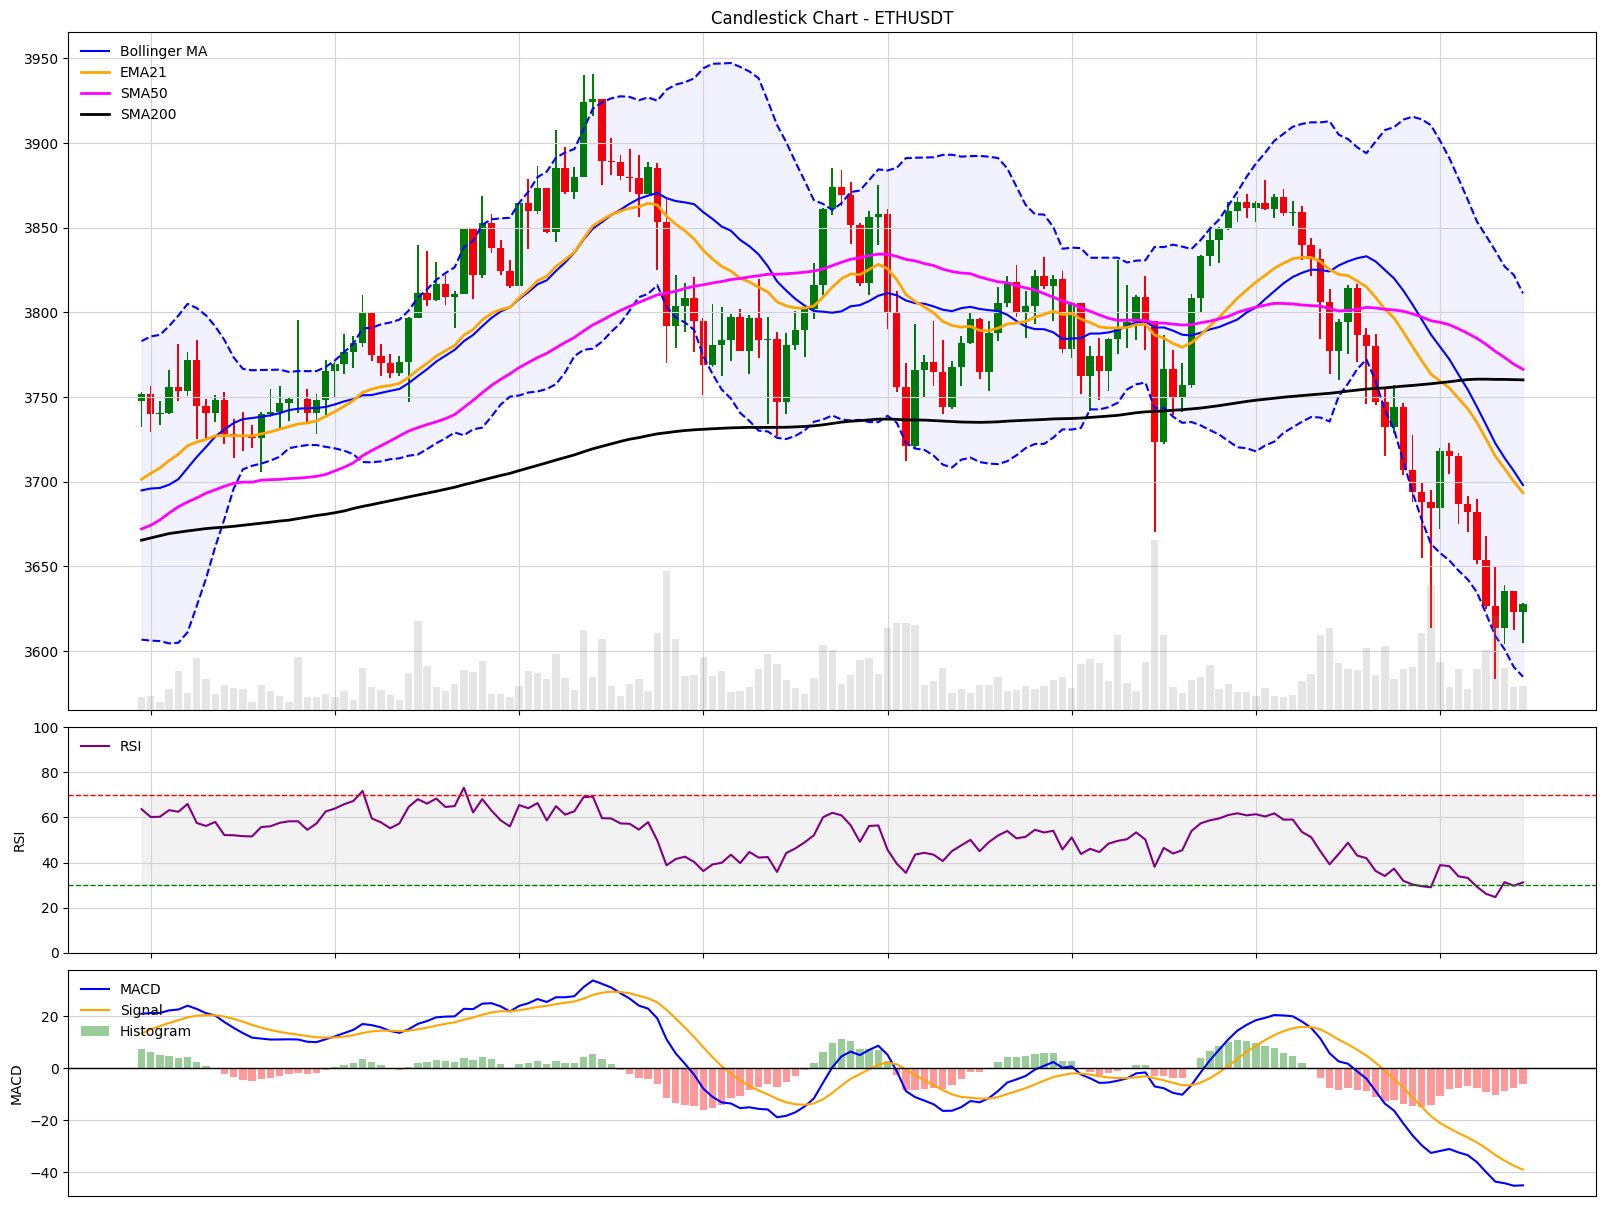 Candlestick Chart - ETHUSDT
Bollinger MA
EMA21
SMA50
SMA200
3950
3900
3850
3800
3750
3700
3650
3600
RSI
100
80
60
40
20
0
RSI
MACD
Signal
Histogram
20
0
−20
−40
MACD